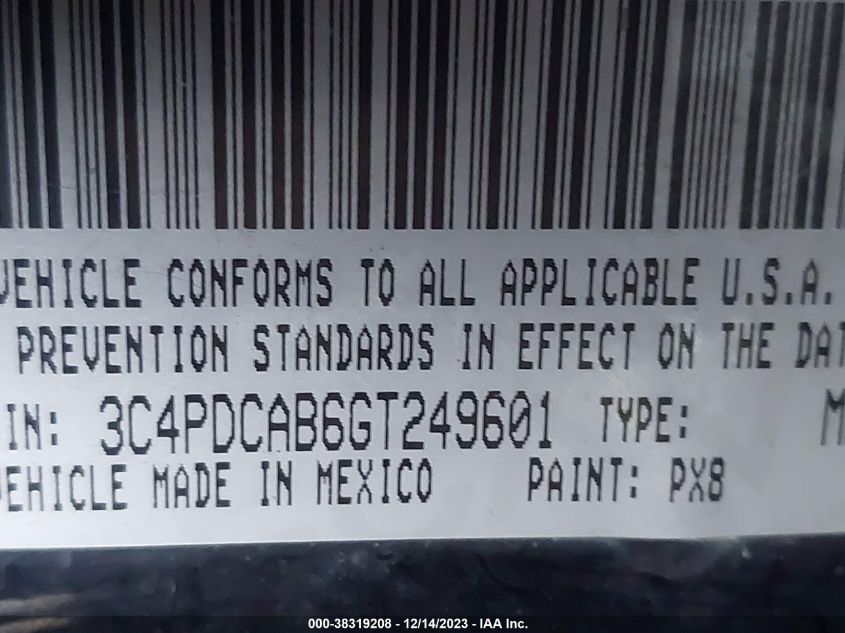 VEHICLE CONFORMS TO ALL APPLICABLE U.S.A.
PREVENTION STANDARDS IN EFFECT ON THE DAT
IN: 3C4PDCAB6GT249601 TYPE: M
VEHICLE MADE IN MEXICO PAINT: PX8
000-38319208 - 12/14/2023 - IAA Inc.